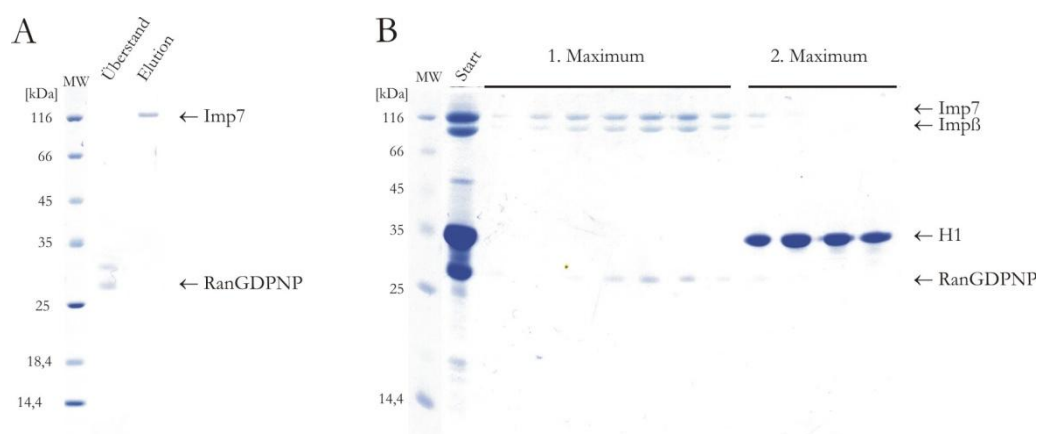 A
Überstand
Elution
MW
[kDa]
116
66
45
35
25
18,4
14,4
← Imp7
← RanGDPNP
B
MW
Start
1. Maximum
2. Maximum
[kDa]
116
66
45
35
25
14,4
← Imp7
← Impß
← H1
← RanGDPNP